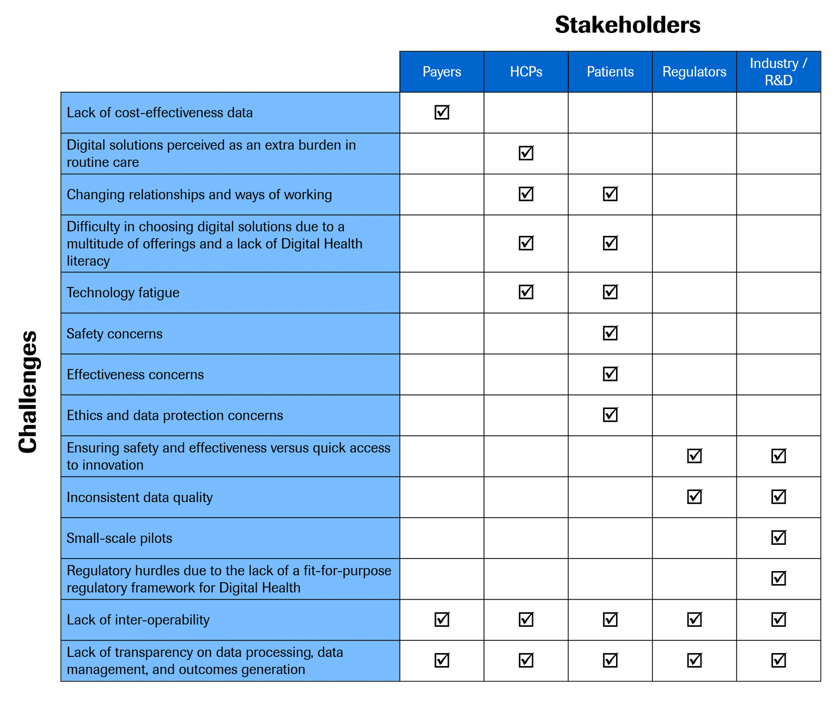 Stakeholders
Payers
HCPs
Patients
Regulators
Industry /
R&D
Challenges
Lack of cost-effectiveness data
Digital solutions perceived as an extra burden in
routine care
Changing relationships and ways of working
Difficulty in choosing digital solutions due to a
multitude of offerings and a lack of Digital Health
literacy
Technology fatigue
Safety concerns
Effectiveness concerns
Ethics and data protection concerns
Ensuring safety and effectiveness versus quick access
to innovation
Inconsistent data quality
Small-scale pilots
Regulatory hurdles due to the lack of a fit-for-purpose
regulatory framework for Digital Health
Lack of inter-operability
Lack of transparency on data processing, data
management, and outcomes generation